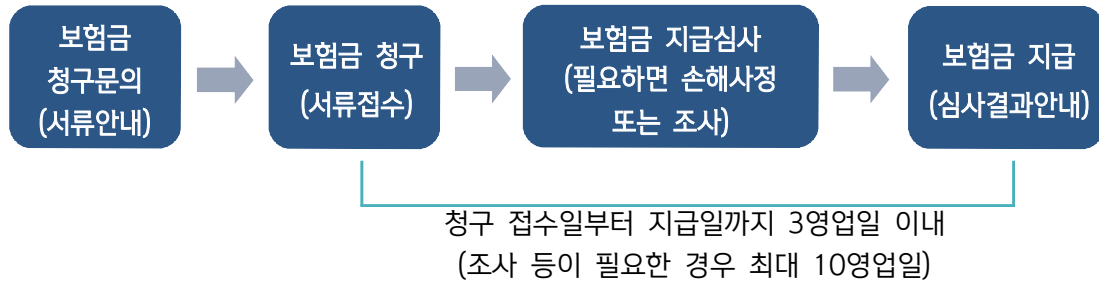 보험금
청구문의
(서류안내)
보험금 청구
(서류접수)
보험금 지급심사
(필요하면 손해사정
또는 조사)
보험금 지급
(심사결과안내)
청구 접수일부터 지급일까지 3영업일 이내
(조사 등이 필요한 경우 최대 10영업일)